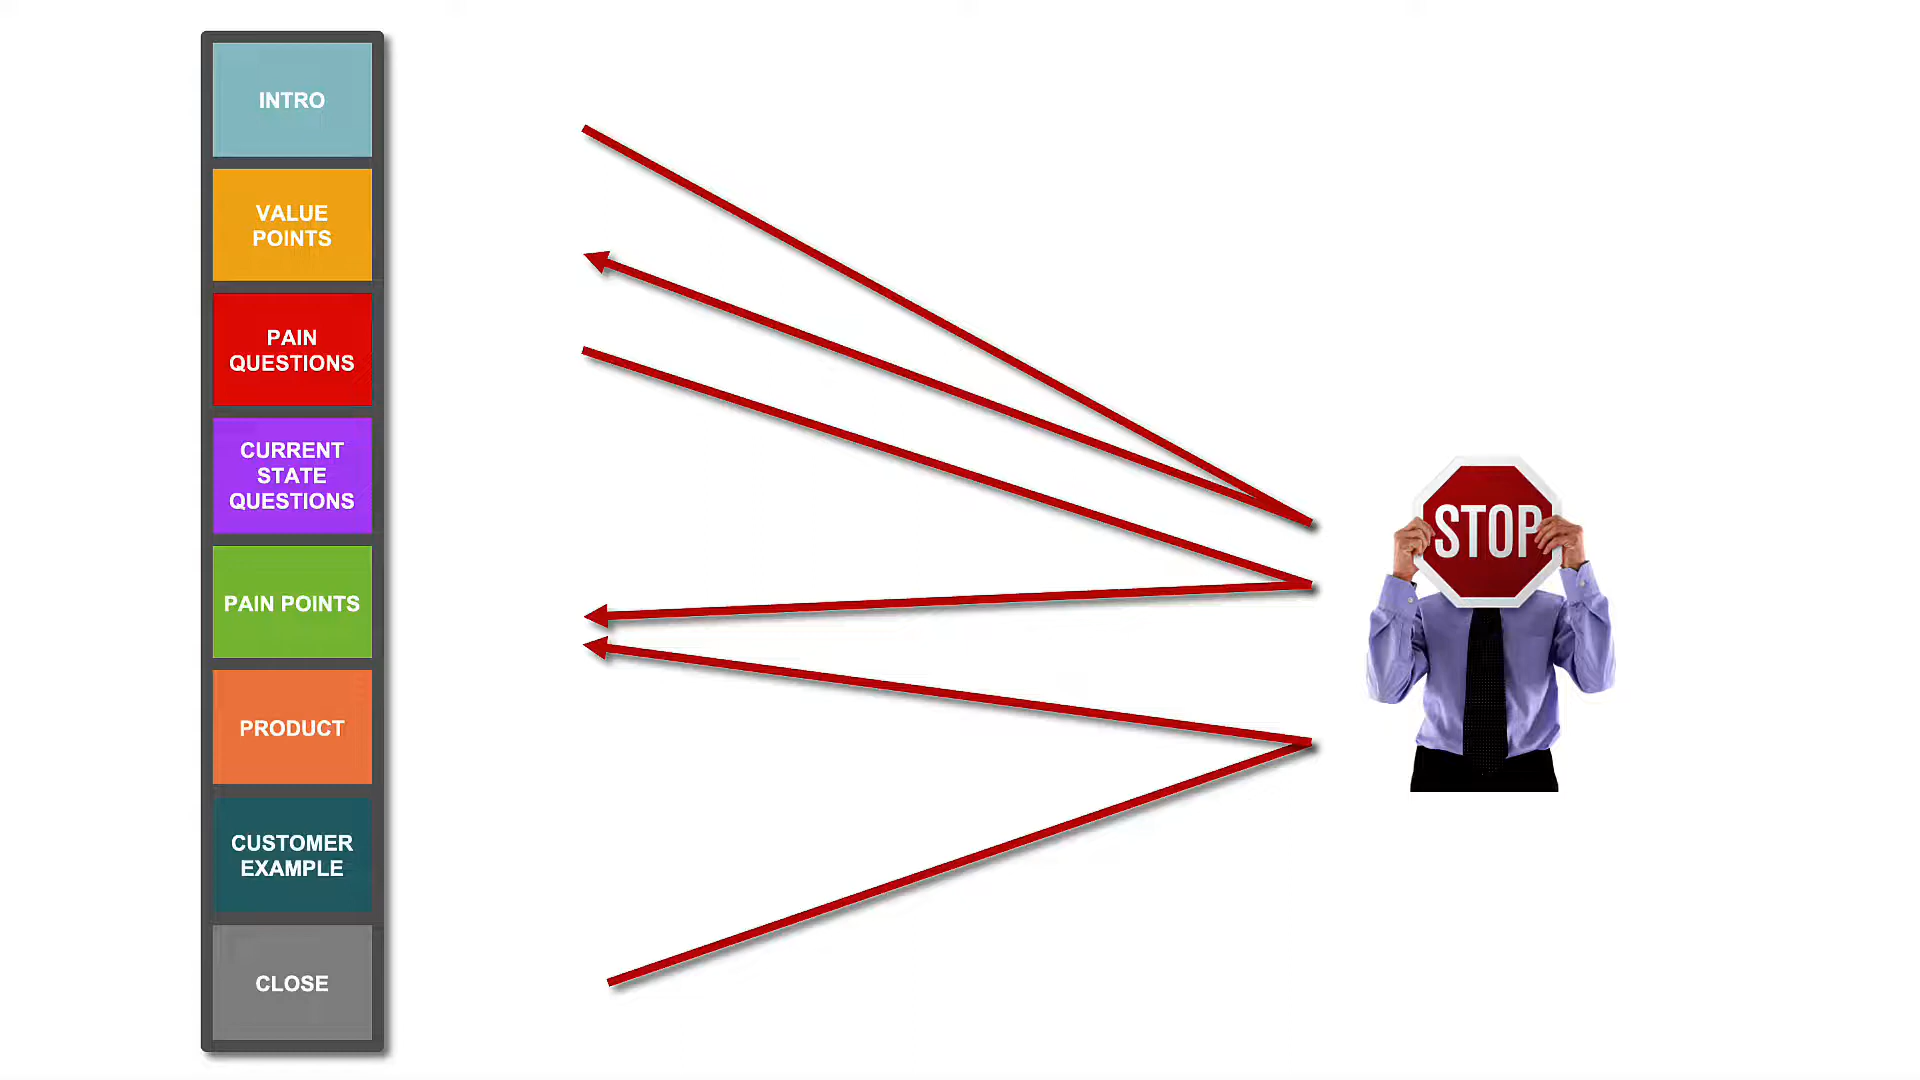 INTRO
VALUE
POINTS
PAIN
QUESTIONS
CURRENT
STATE
QUESTIONS
PAIN POINTS
PRODUCT
CUSTOMER
EXAMPLE
CLOSE
STOP